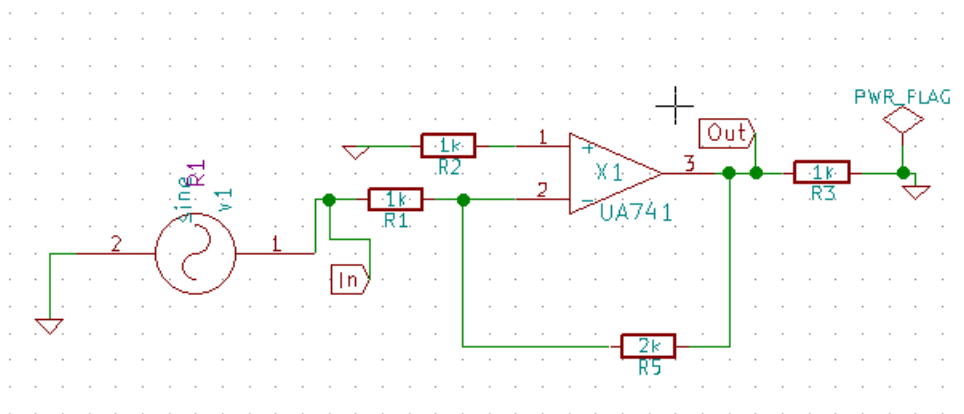 PWR_FLAG
1k
R2
1
+
X1
3
Out
1k
R3
R1
sine
v1
1k
R1
2
-
UA741
2
1
In
2k
R5